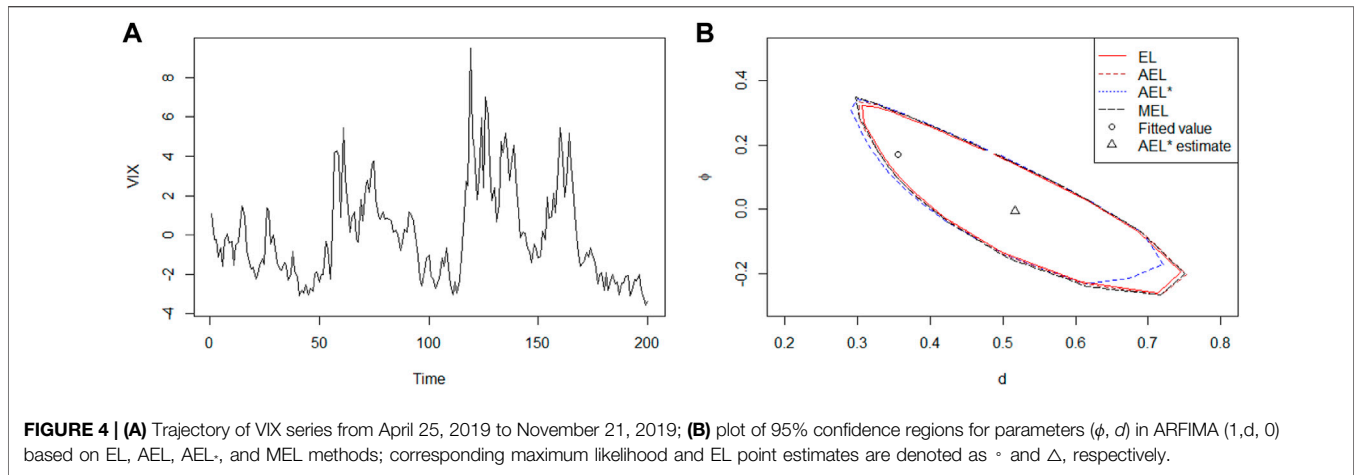 A
VIX
8
6
4
2
0
-2
-4
0
50
100
150
200
Time
B
ϕ
0.4
0.2
0.0
-0.2
0.2
0.3
0.4
0.5
0.6
0.7
0.8
d
EL
AEL
AEL*
MEL
Fitted value
AEL* estimate
FIGURE 4 | (A) Trajectory of VIX series from April 25, 2019 to November 21, 2019; (B) plot of 95% confidence regions for parameters (ϕ, d) in ARFIMA (1,d, 0)
based on EL, AEL, AEL*, and MEL methods; corresponding maximum likelihood and EL point estimates are denoted as ∘ and △, respectively.